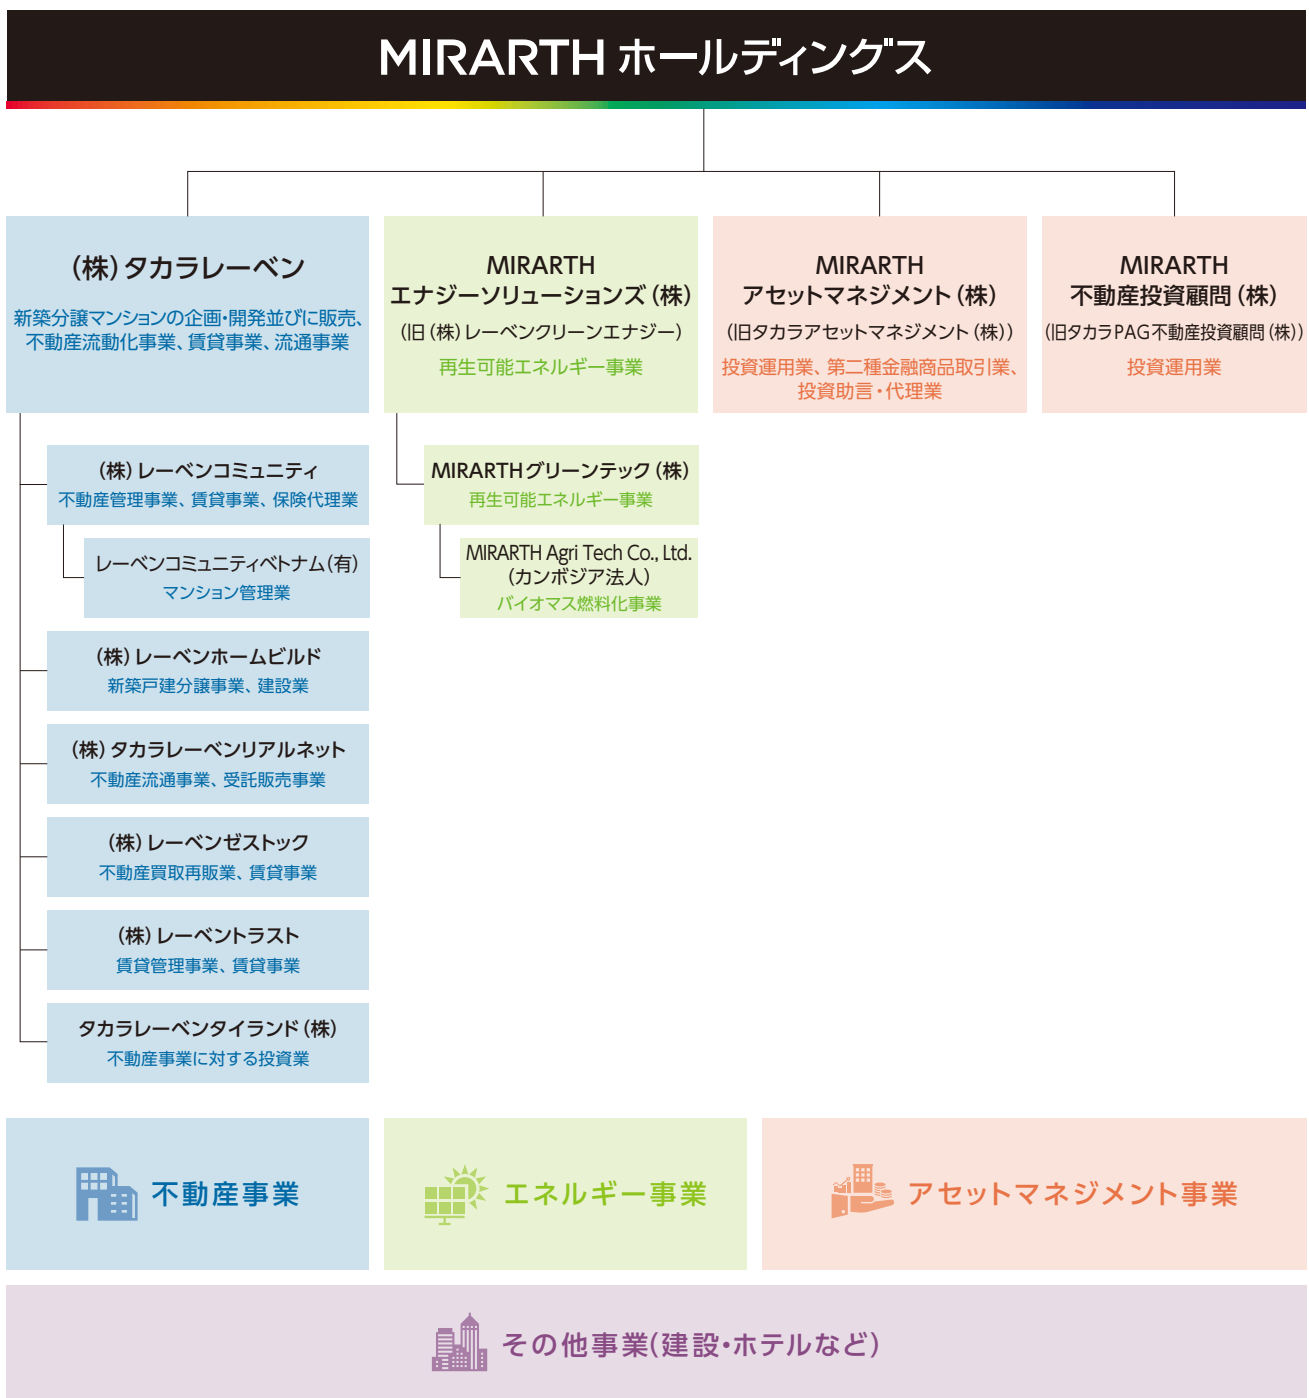 MIRARTH ホールディングス
(株)タカラレーベン
新築分譲マンションの企画・開発並びに販売、
不動産流動化事業、賃貸事業、流通事業
MIRARTH
エナジーソリューションズ(株)
(旧(株)レーベンクリーンエナジー)
再生可能エネルギー事業
MIRARTH
アセットマネジメント(株)
(旧タカラアセットマネジメント(株))
投資運用業、第二種金融商品取引業、
投資助言・代理業
MIRARTH
不動産投資顧問(株)
(旧タカラPAG不動産投資顧問(株))
投資運用業
(株)レーベンコミュニティ
不動産管理事業、賃貸事業、保険代理業
レーベンコミュニティベトナム(有)
マンション管理業
(株)レーベンホームビルド
新築戸建分譲事業、建設業
(株)タカラレーベンリアルネット
不動産流通事業、受託販売事業
(株)レーベンゼストック
不動産買取再販業、賃貸事業
(株)レーベントラスト
賃貸管理事業、賃貸事業
タカラレーベンタイランド(株)
不動産事業に対する投資業
MIRARTHグリーンテック(株)
再生可能エネルギー事業
MIRARTH Agri Tech Co., Ltd.
(カンボジア法人)
バイオマス燃料化事業
不動産事業
エネルギー事業
アセットマネジメント事業
その他事業(建設・ホテルなど)